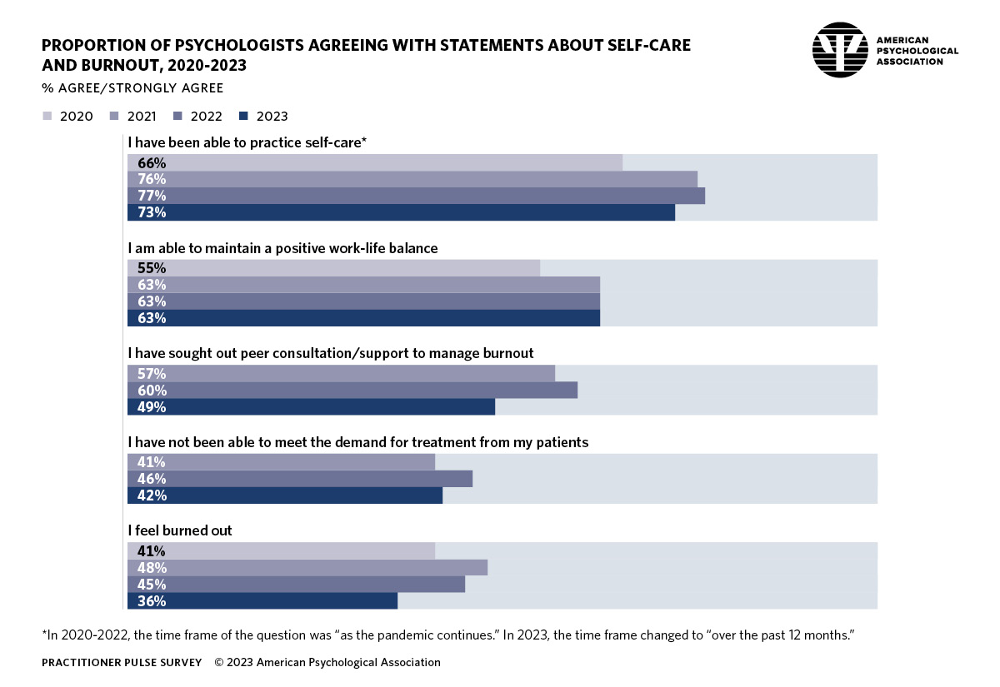 PROPORTION OF PSYCHOLOGISTS AGREEING WITH STATEMENTS ABOUT SELF-CARE
AND BURNOUT, 2020-2023
% AGREE/STRONGLY AGREE
AMERICAN
PSYCHOLOGICAL
ASSOCIATION
2020 2021 2022 2023
I have been able to practice self-care*
66%
76%
77%
73%
I am able to maintain a positive work-life balance
55%
63%
63%
63%
I have sought out peer consultation/support to manage burnout
57%
60%
49%
I have not been able to meet the demand for treatment from my patients
41%
46%
42%
I feel burned out
41%
48%
45%
36%
*In 2020-2022, the time frame of the question was “as the pandemic continues.” In 2023, the time frame changed to “over the past 12 months.”
PRACTITIONER PULSE SURVEY © 2023 American Psychological Association